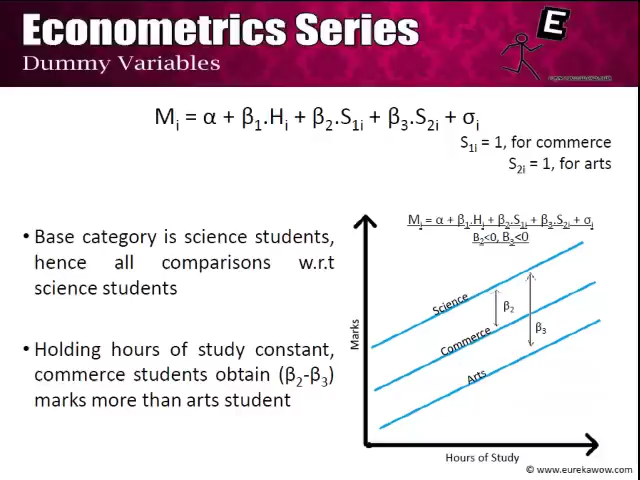 Econometrics Series
Dummy Variables
E
Mᵢ = α + β₁.Hᵢ + β₂.S₁ᵢ + β₃.S₂ᵢ + σᵢ
S₁ᵢ = 1, for commerce
S₂ᵢ = 1, for arts
• Base category is science students,
hence all comparisons w.r.t
science students
• Holding hours of study constant,
commerce students obtain (β₂-β₃)
marks more than arts student
Mᵢ = α + β₁.Hᵢ + β₂.S₁ᵢ + β₃.S₂ᵢ + σᵢ
B₂<0, B₃<0
Science
β₂
Commerce
β₃
Arts
Marks
Hours of Study
© www.eurekawow.com